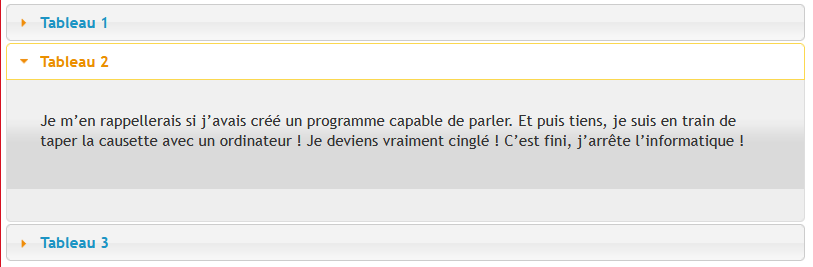 Tableau 1
Tableau 2
Je m’en rappellerais si j’avais créé un programme capable de parler. Et puis tiens, je suis en train de
taper la causette avec un ordinateur ! Je deviens vraiment cinglé ! C’est fini, j’arrête l’informatique !
Tableau 3